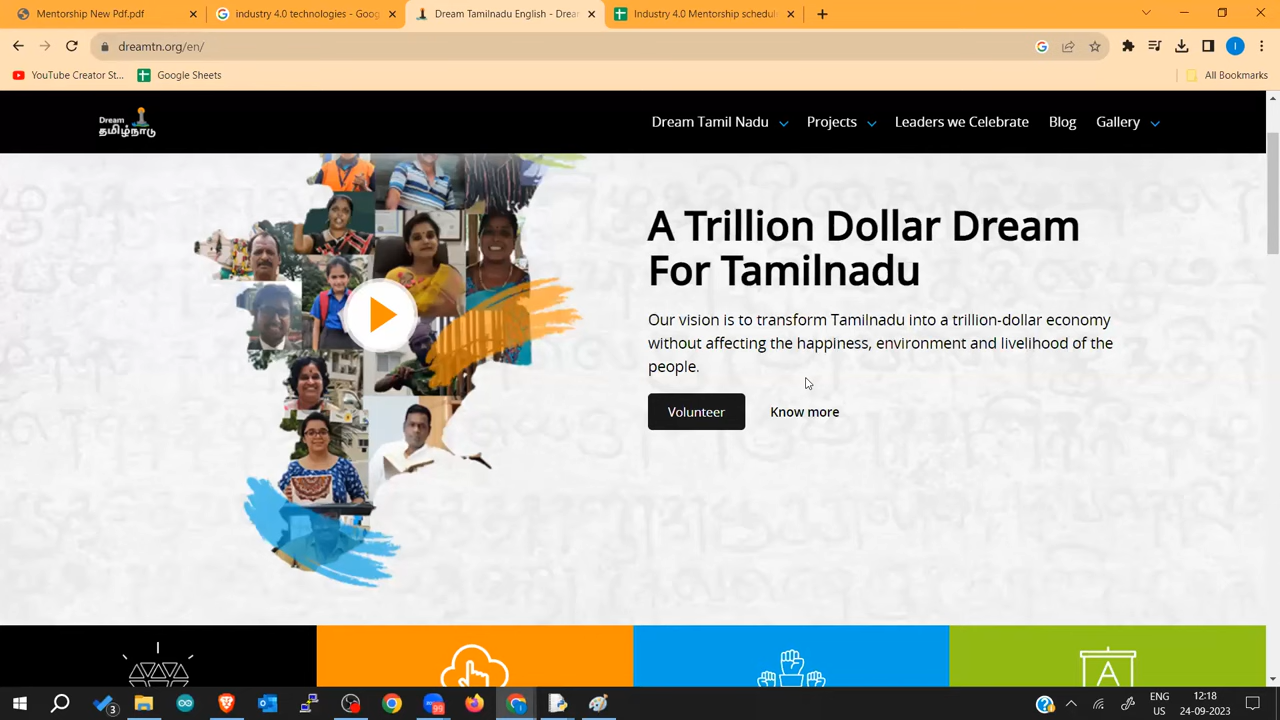 Mentorship New Pdf.pdf
industry 4.0 technologies - Goog
Dream Tamilnadu English - Drea
Industry 4.0 Mentorship schedul
dreamtn.org/en/
YouTube Creator St...
Google Sheets
All Bookmarks
Dream
தமிழ்நாடு
Dream Tamil Nadu
Projects
Leaders we Celebrate
Blog
Gallery
A Trillion Dollar Dream
For Tamilnadu
Our vision is to transform Tamilnadu into a trillion-dollar economy
without affecting the happiness, environment and livelihood of the
people.
Volunteer
Know more
A
3
99
ENG
US
12:18
24-09-2023